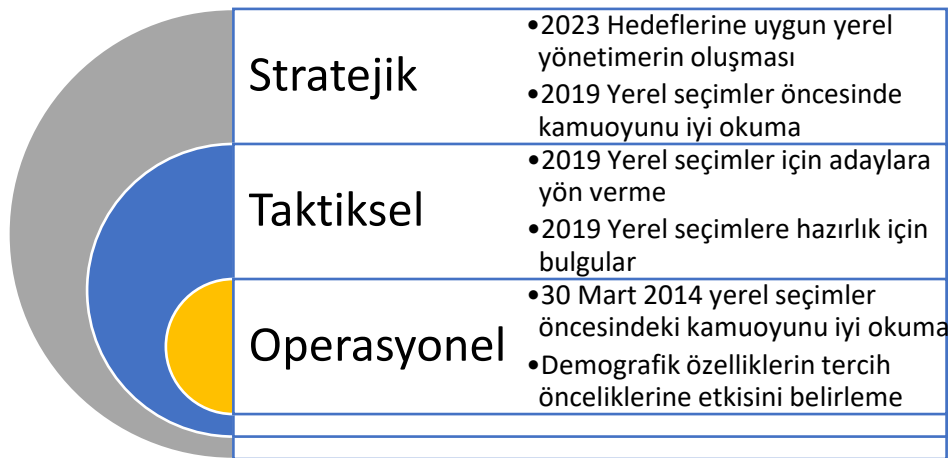 Stratejik
•2023 Hedeflerine uygun yerel
yönetimerin oluşması
•2019 Yerel seçimler öncesinde
kamuoyunu iyi okuma
Taktiksel
•2019 Yerel seçimler için adaylara
yön verme
•2019 Yerel seçimlere hazırlık için
bulgular
Operasyonel
•30 Mart 2014 yerel seçimler
öncesindeki kamuoyunu iyi okuma
•Demografik özelliklerin tercih
önceliklerine etkisini belirleme